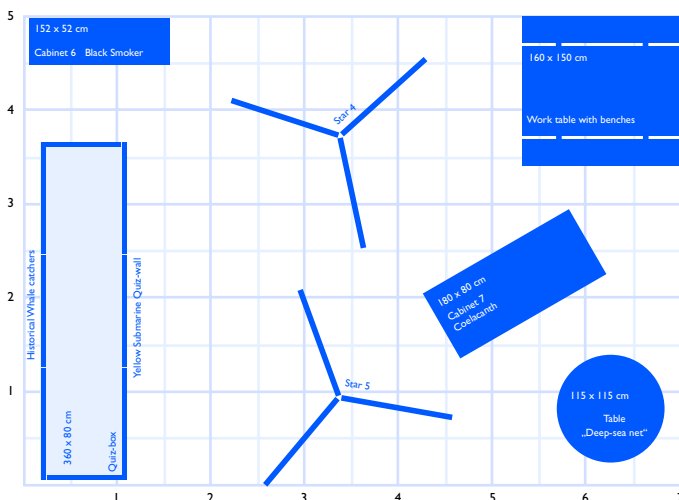 5
152 x 52 cm
Cabinet 6 Black Smoker
160 x 150 cm
Work table with benches
4
Star 4
3
Historical Whale catchers
Yellow Submarine Quiz-wall
180 x 80 cm
Cabinet 7
Coelacanth
2
Star 5
1
115 x 115 cm
Table
„Deep-sea net“
360 x 80 cm
Quiz-box
1 2 3 4 5 6 7